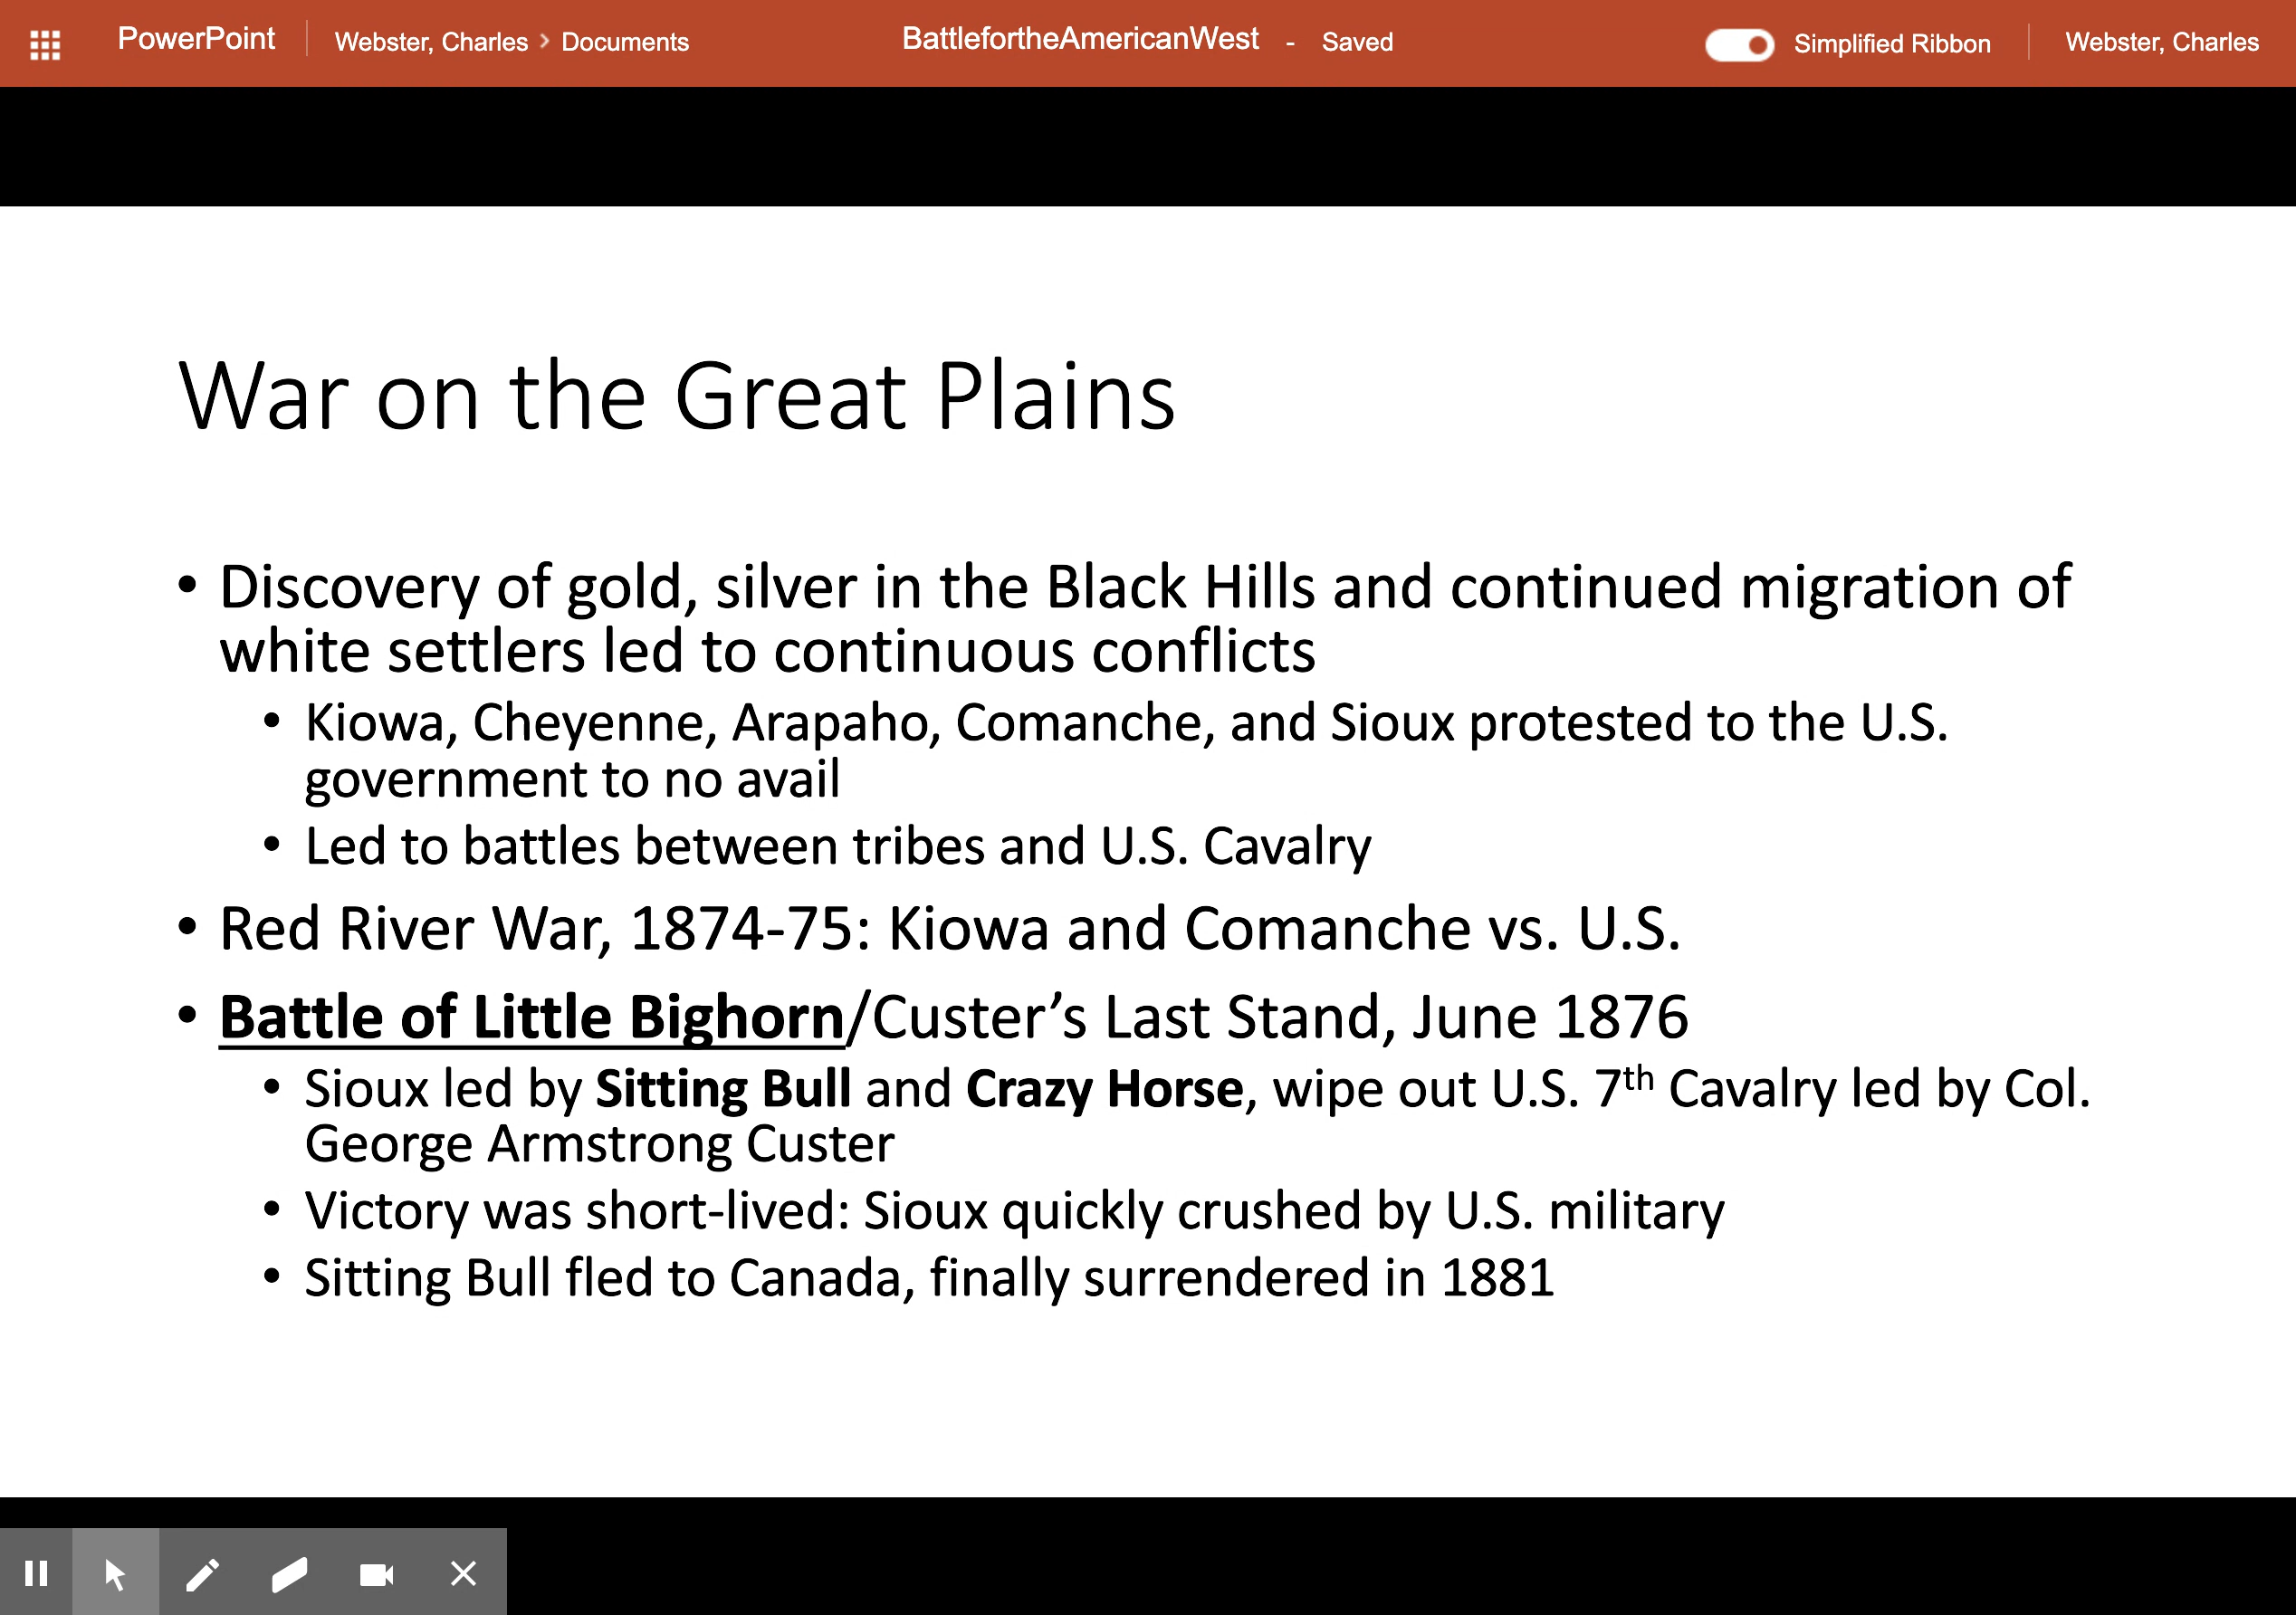 PowerPoint Webster, Charles > Documents BattlefortheAmericanWest - Saved Simplified Ribbon Webster, Charles
War on the Great Plains
• Discovery of gold, silver in the Black Hills and continued migration of
white settlers led to continuous conflicts
• Kiowa, Cheyenne, Arapaho, Comanche, and Sioux protested to the U.S.
government to no avail
• Led to battles between tribes and U.S. Cavalry
• Red River War, 1874-75: Kiowa and Comanche vs. U.S.
• Battle of Little Bighorn/Custer’s Last Stand, June 1876
• Sioux led by Sitting Bull and Crazy Horse, wipe out U.S. 7th Cavalry led by Col.
George Armstrong Custer
• Victory was short-lived: Sioux quickly crushed by U.S. military
• Sitting Bull fled to Canada, finally surrendered in 1881